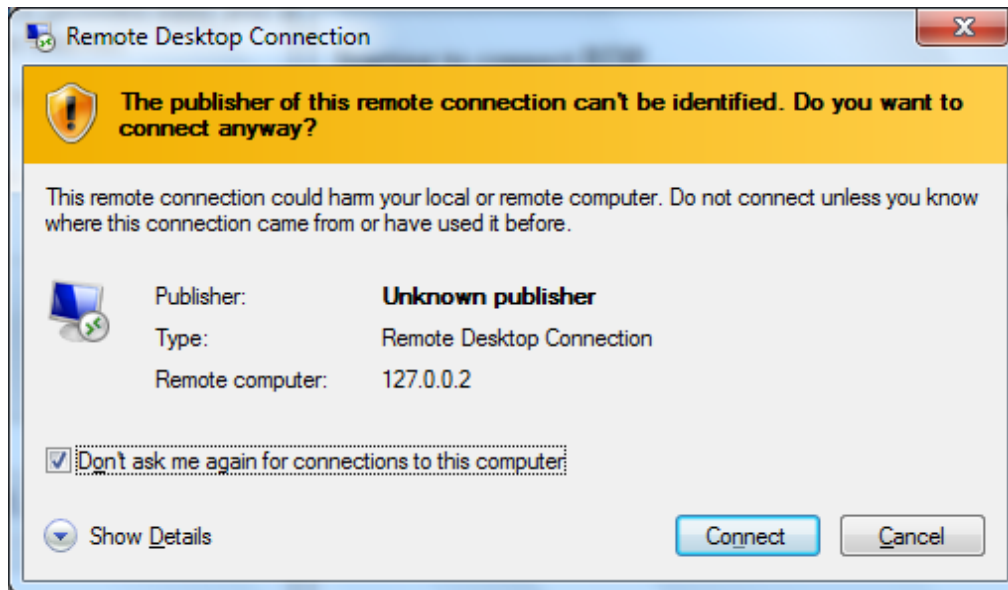 Remote Desktop Connection
The publisher of this remote connection can't be identified. Do you want to
connect anyway?
This remote connection could harm your local or remote computer. Do not connect unless you know
where this connection came from or have used it before.
Publisher: Unknown publisher
Type: Remote Desktop Connection
Remote computer: 127.0.0.2
Don't ask me again for connections to this computer
Show Details Connect Cancel